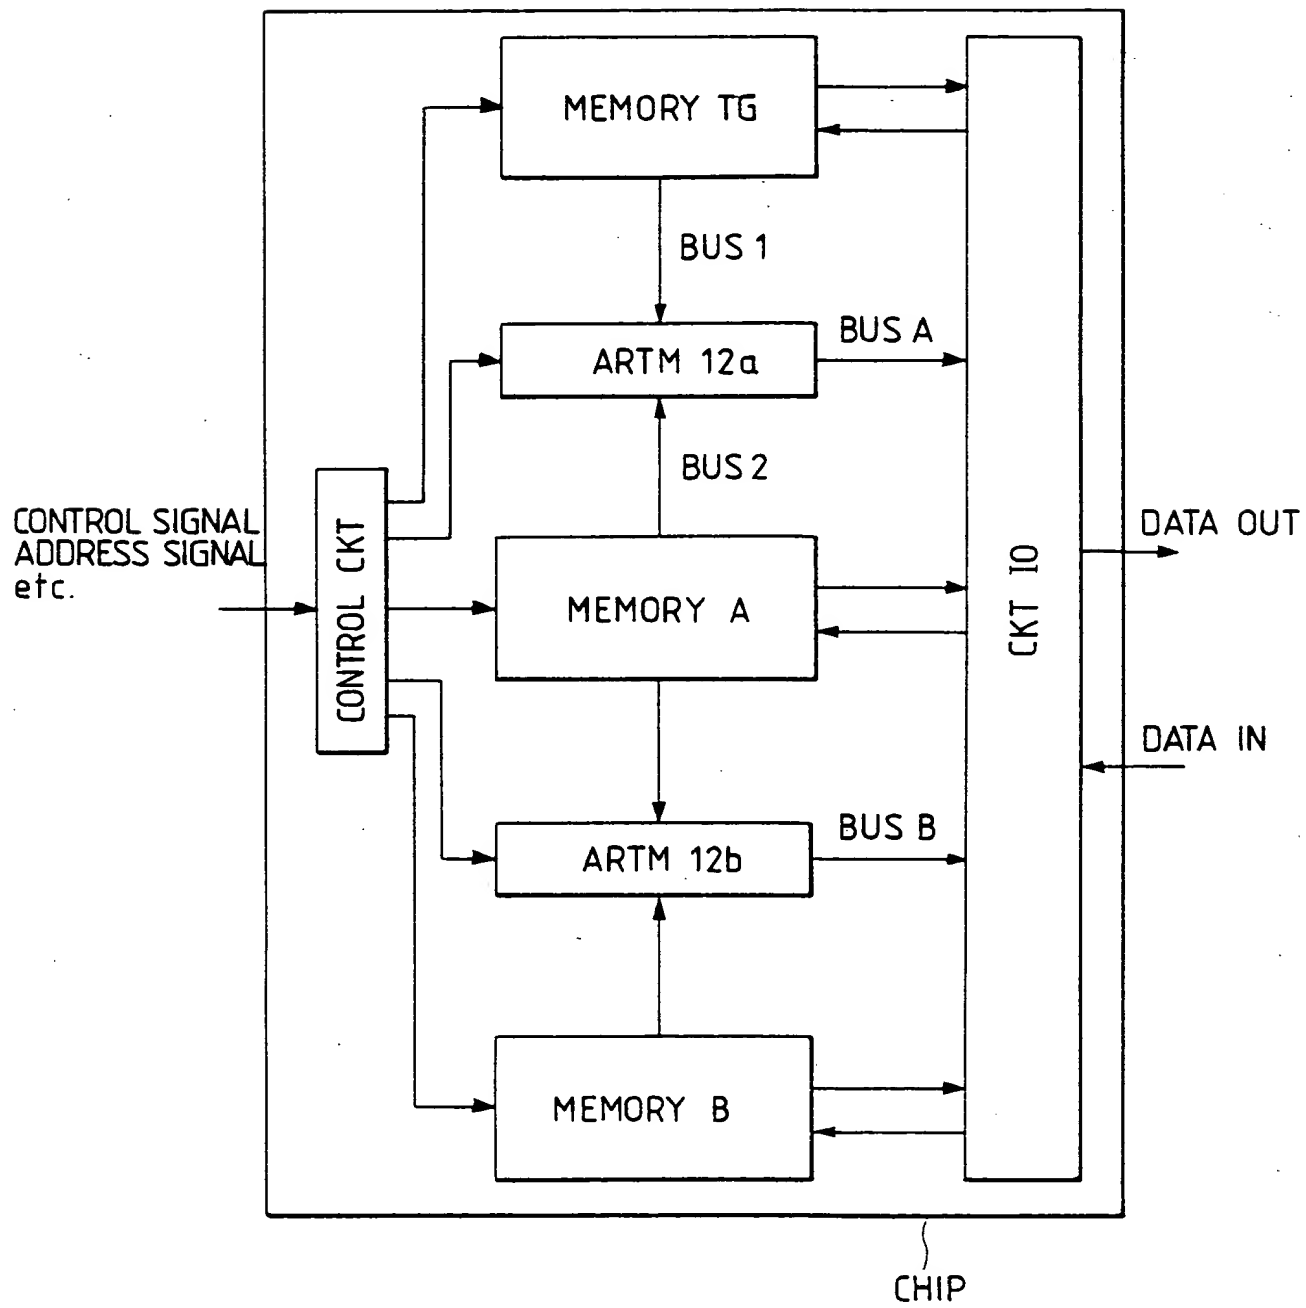 MEMORY TG
BUS 1
BUS A
ARTM 12a
BUS 2
CONTROL SIGNAL
ADDRESS SIGNAL
etc.
CONTROL CKT
MEMORY A
CKT IO
DATA OUT
DATA IN
BUS B
ARTM 12b
MEMORY B
CHIP